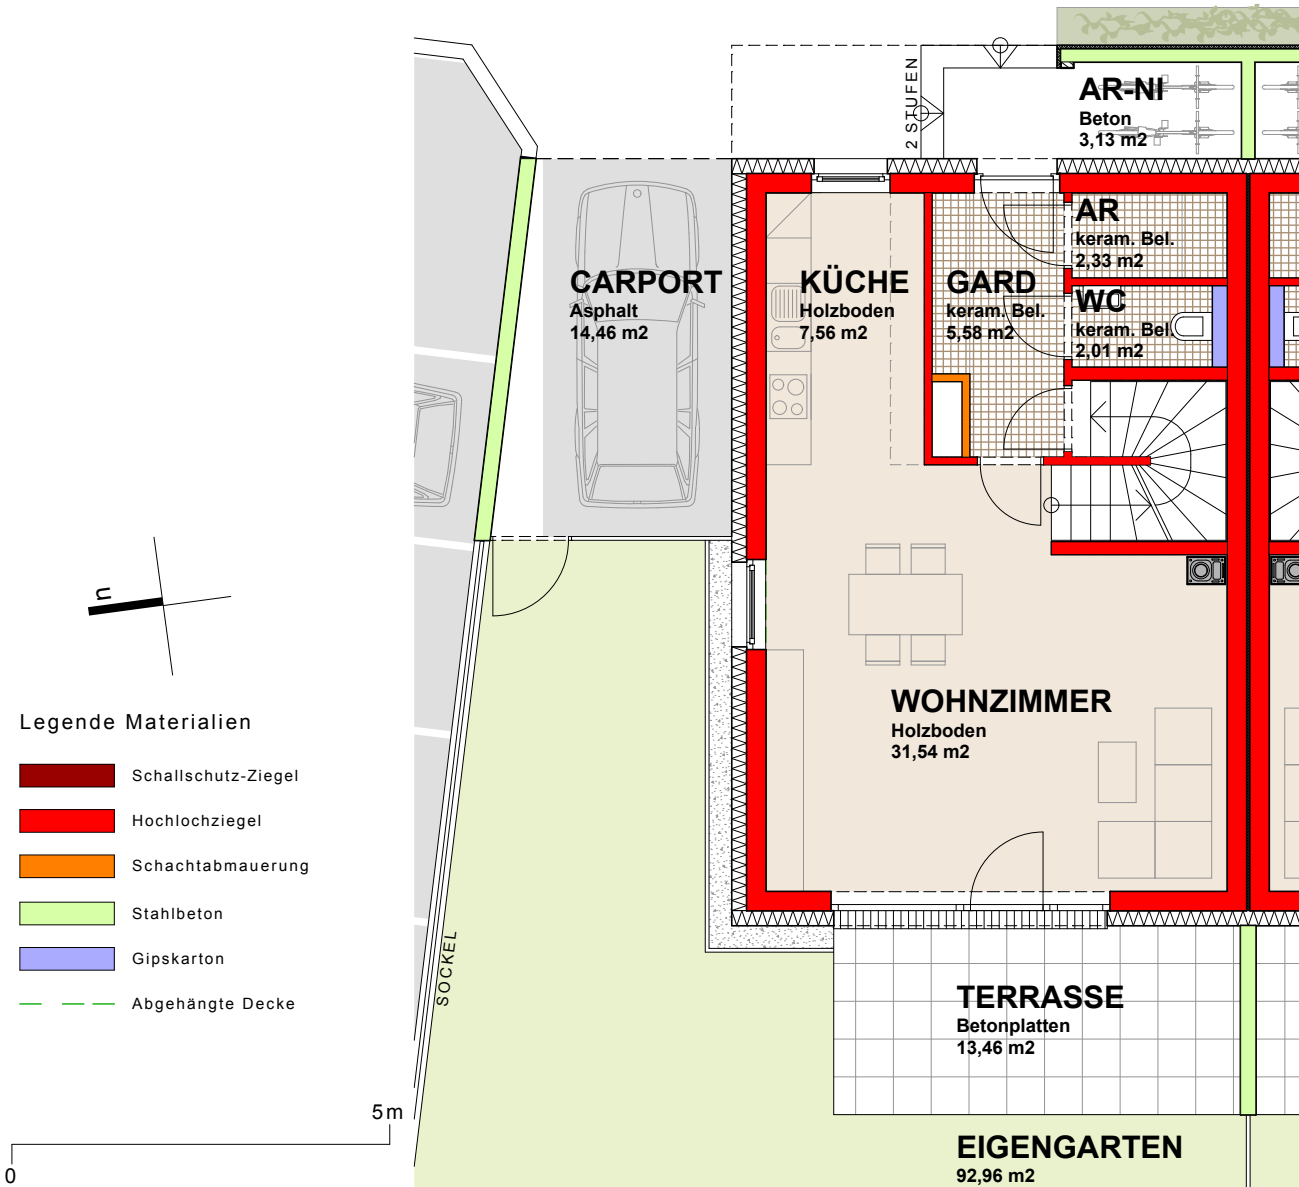 2 STUFEN
AR-NI
Beton
3,13 m2
CARPORT
Asphalt
14,46 m2
KÜCHE
Holzboden
7,56 m2
GARD
keram. Bel.
5,58 m2
AR
keram. Bel.
2,33 m2
WC
keram. Bel.
2,01 m2
n
WOHNZIMMER
Holzboden
31,54 m2
Legende Materialien
Schallschutz-Ziegel
Hochlochziegel
Schachtabmauerung
Stahlbeton
Gipskarton
Abgehängte Decke
SOCKEL
TERRASSE
Betonplatten
13,46 m2
5m
0
EIGENGARTEN
92,96 m2